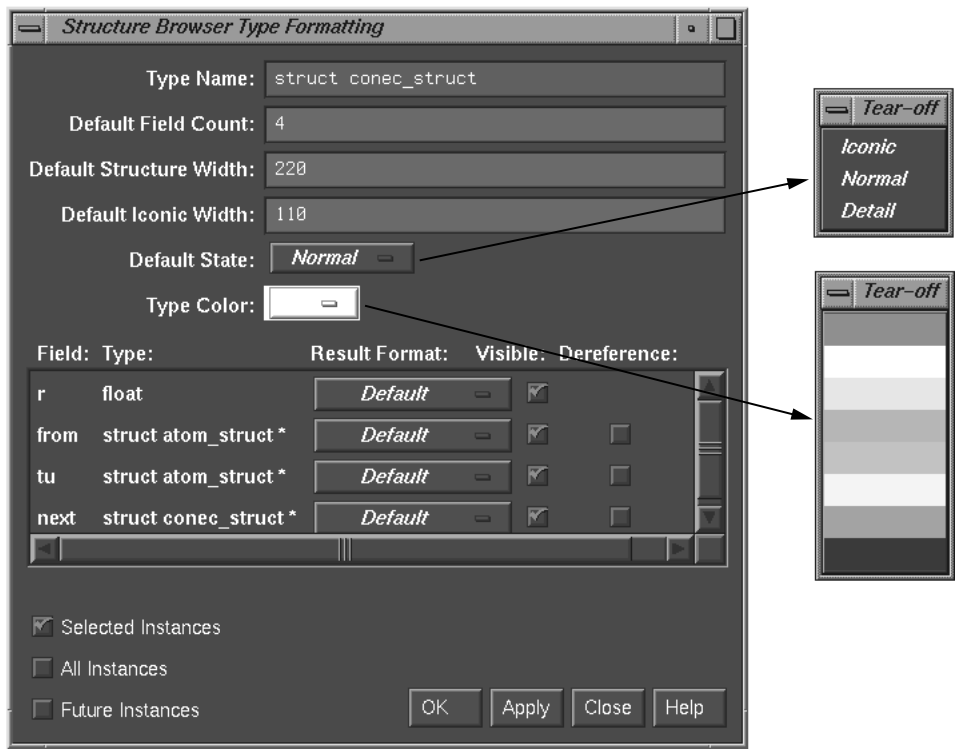 Structure Browser Type Formatting
Type Name: struct conec_struct
Default Field Count: 4
Default Structure Width: 220
Default Iconic Width: 110
Default State: Normal
Type Color:
Field: Type: Result Format: Visible: Dereference:
r float Default
from struct atom_struct * Default
tu struct atom_struct * Default
next struct conec_struct * Default
Selected Instances
All Instances
Future Instances
OK Apply Close Help
Tear-off
Iconic
Normal
Detail
Tear-off